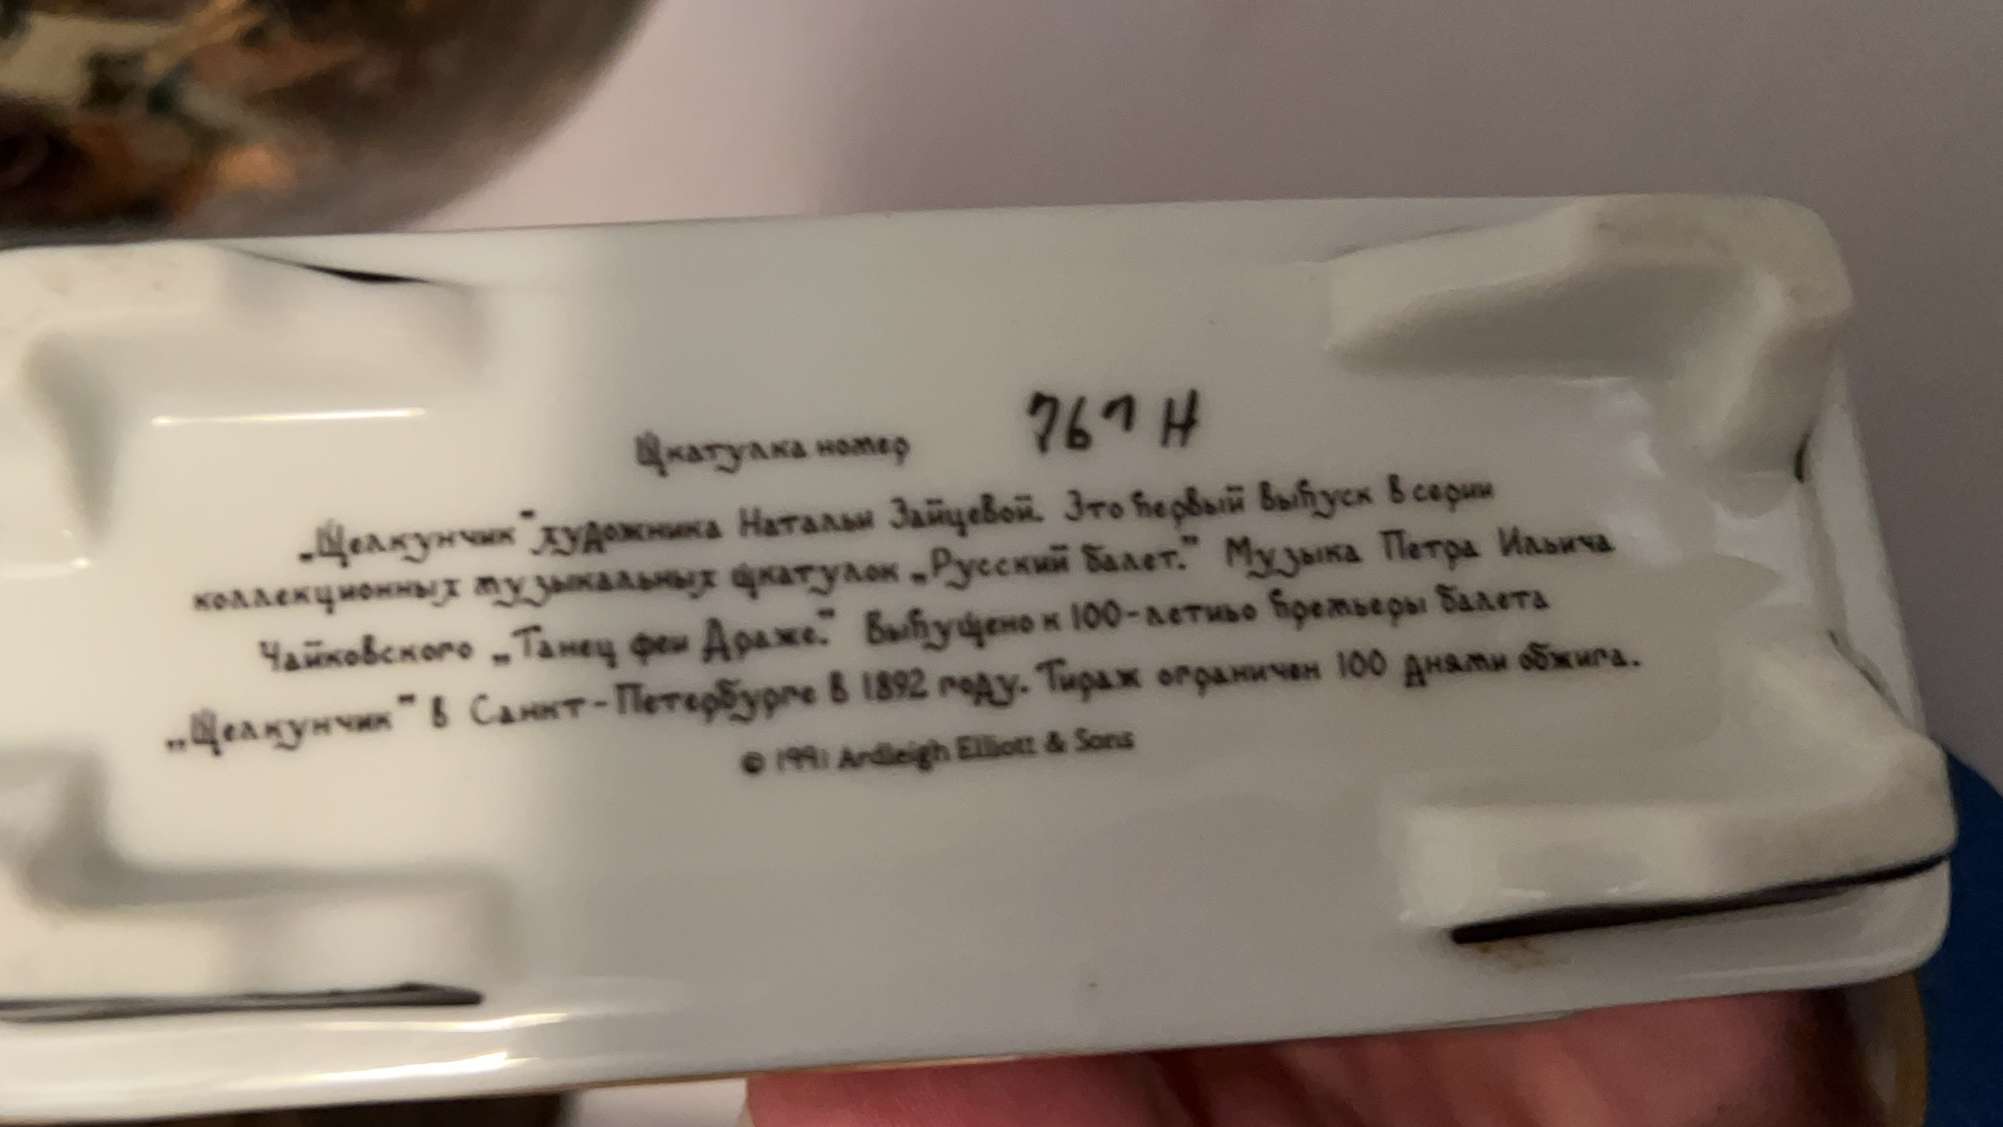 Шкатулка номер 767 Н
„Щелкунчик" художника Натальи Зайцевой. Это первый выпуск в серии
коллекционных музыкальных шкатулок „Русский балет." Музыка Петра Ильича
Чайковского „Танец феи Драже." Выпущено к 100-летию премьеры балета
„Щелкунчик" в Санкт-Петербурге в 1892 году. Тираж ограничен 100 днями обжига.
© 1991 Ardleigh Elliott & Sons